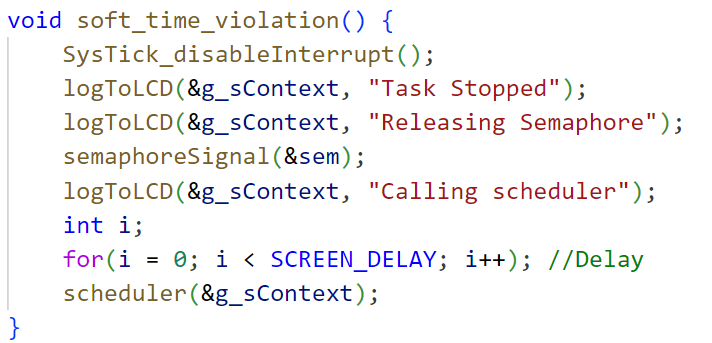 void soft_time_violation() {
    SysTick_disableInterrupt();
    logToLCD(&g_sContext, "Task Stopped");
    logToLCD(&g_sContext, "Releasing Semaphore");
    semaphoreSignal(&sem);
    logToLCD(&g_sContext, "Calling scheduler");
    int i;
    for(i = 0; i < SCREEN_DELAY; i++); //Delay
    scheduler(&g_sContext);
}